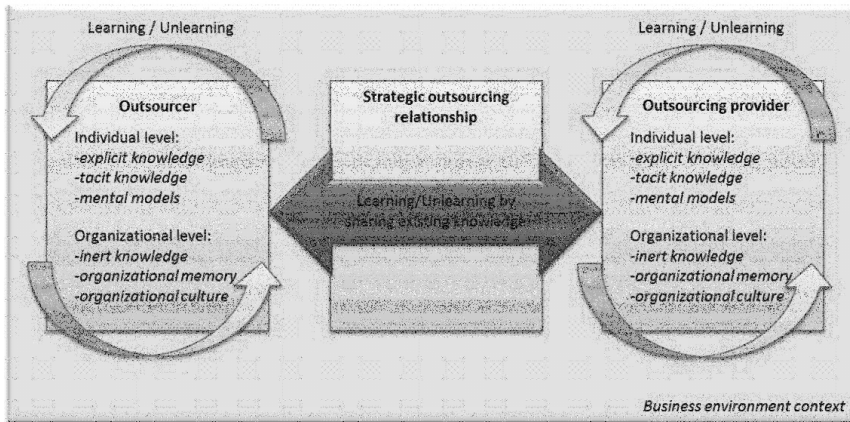 Learning / Unlearning
Outsourcer
Individual level:
-explicit knowledge
-tacit knowledge
-mental models
Organizational level:
-inert knowledge
-organizational memory
-organizational culture
Strategic outsourcing
relationship
Learning/Unlearning by
sharing existing knowledge
Learning / Unlearning
Outsourcing provider
Individual level:
-explicit knowledge
-tacit knowledge
-mental models
Organizational level:
-inert knowledge
-organizational memory
-organizational culture
Business environment context